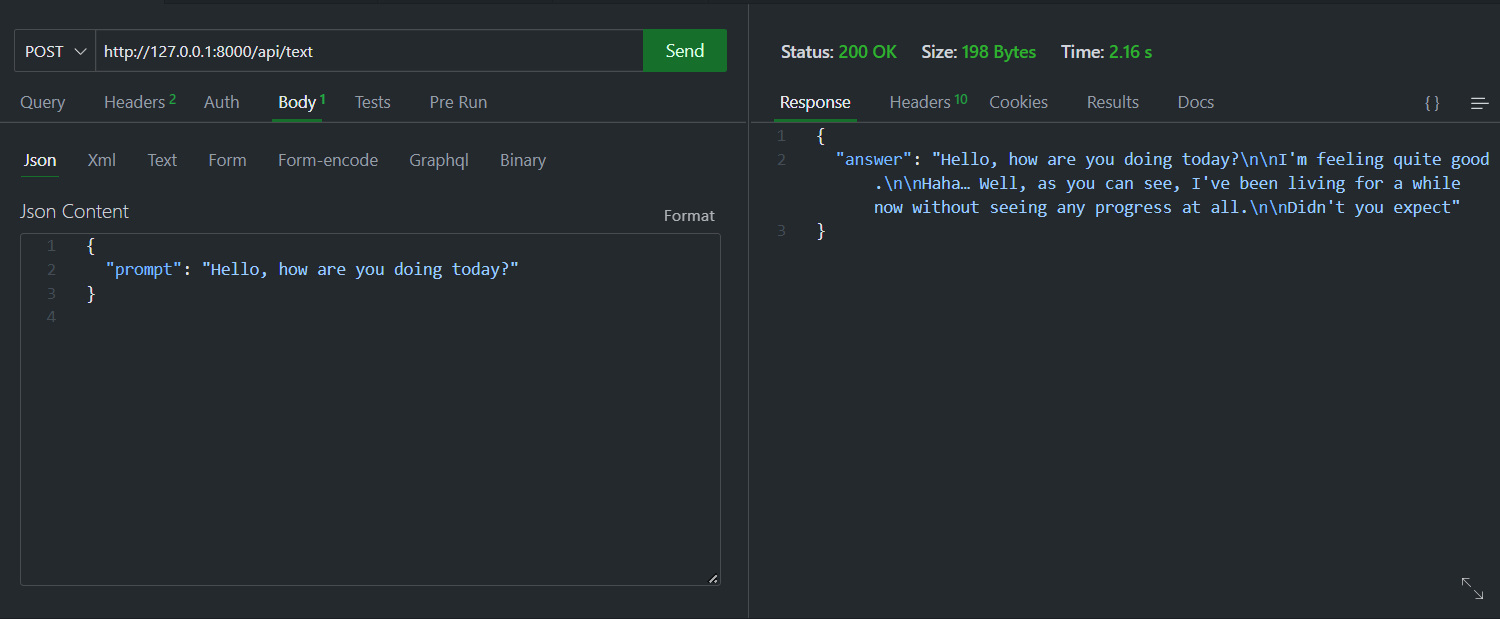 POST http://127.0.0.1:8000/api/text Send
Query Headers 2 Auth Body 1 Tests Pre Run
Json Xml Text Form Form-encode Graphql Binary
Json Content Format
1 {
2 "prompt": "Hello, how are you doing today?"
3 }
4
Status: 200 OK Size: 198 Bytes Time: 2.16 s
Response Headers 10 Cookies Results Docs { }
1 {
2 "answer": "Hello, how are you doing today?\n\nI'm feeling quite good
.\n\nHaha… Well, as you can see, I've been living for a while
now without seeing any progress at all.\n\nDidn't you expect"
3 }